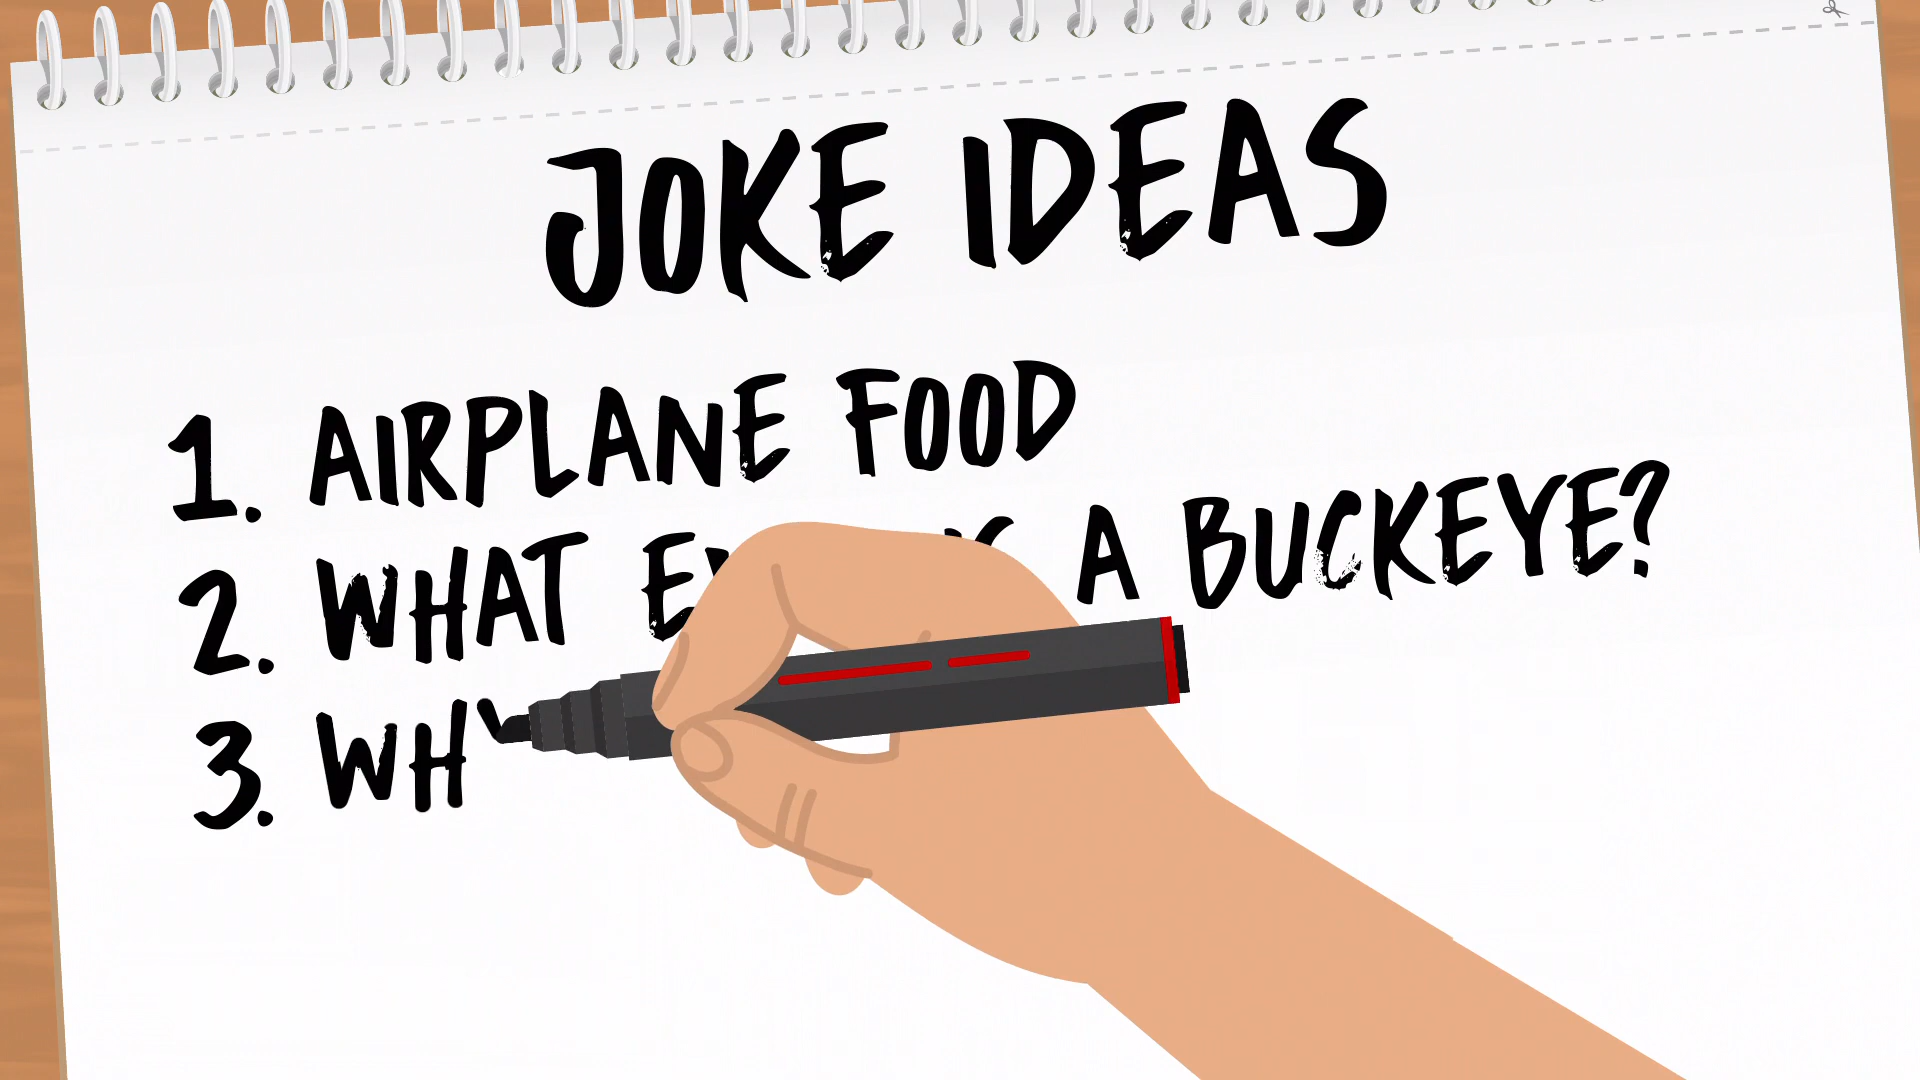 JOKE IDEAS
1. AIRPLANE FOOD
2. WHAT A BUCKEYE?
3. WH